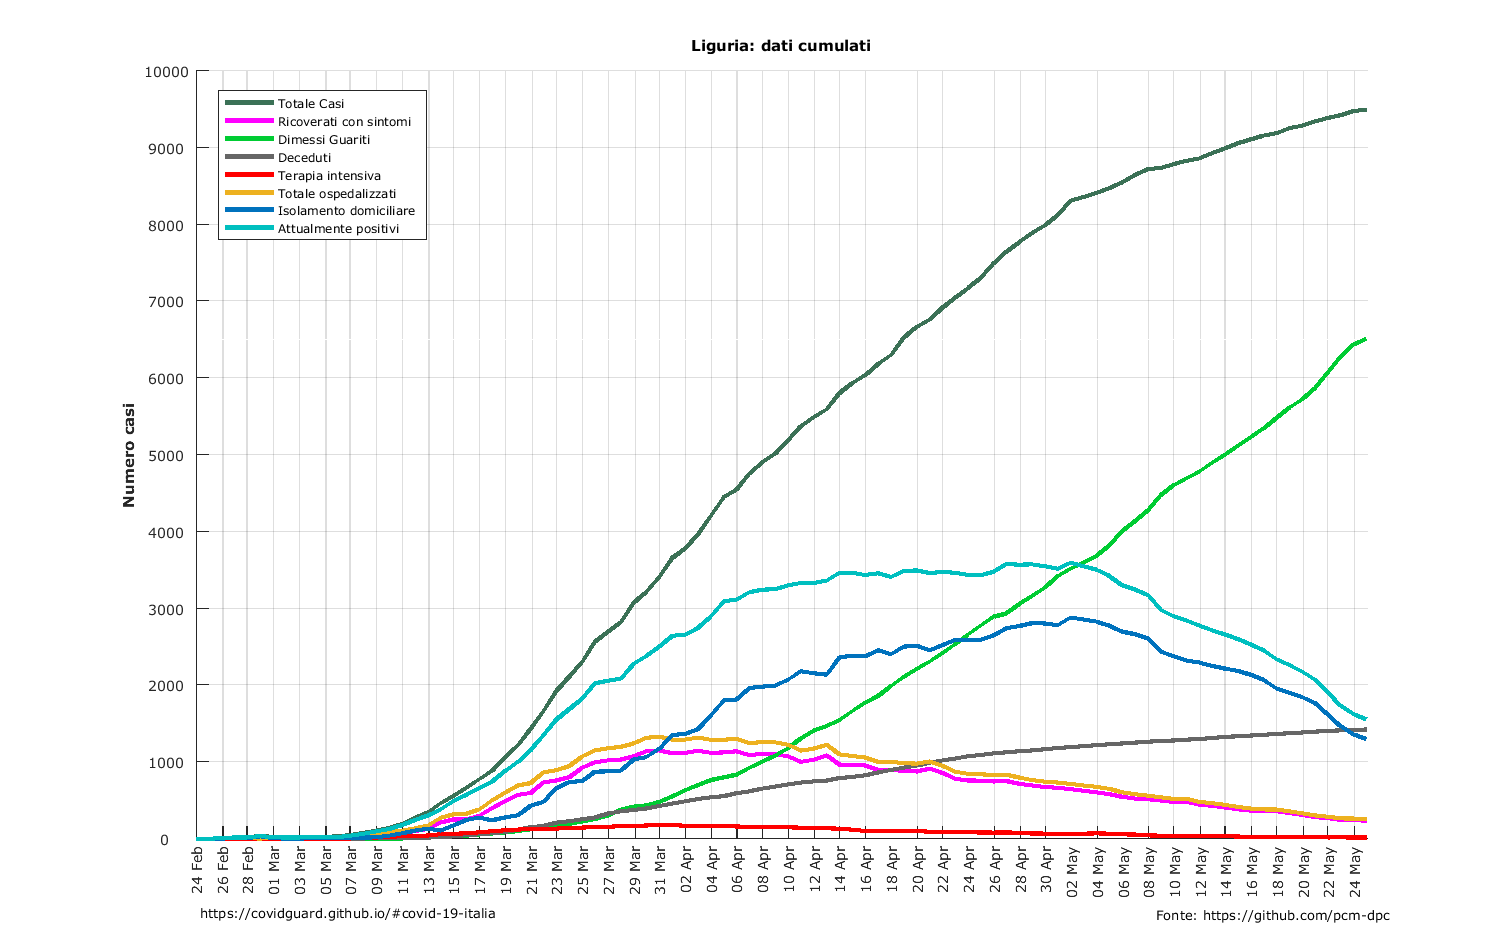 Liguria: dati cumulati
10000
9000
8000
7000
6000
5000
4000
3000
2000
1000
0
Numero casi
Totale Casi
Ricoverati con sintomi
Dimessi Guariti
Deceduti
Terapia intensiva
Totale ospedalizzati
Isolamento domiciliare
Attualmente positivi
24 Feb
26 Feb
28 Feb
01 Mar
03 Mar
05 Mar
07 Mar
09 Mar
11 Mar
13 Mar
15 Mar
17 Mar
19 Mar
21 Mar
23 Mar
25 Mar
27 Mar
29 Mar
31 Mar
02 Apr
04 Apr
06 Apr
08 Apr
10 Apr
12 Apr
14 Apr
16 Apr
18 Apr
20 Apr
22 Apr
24 Apr
26 Apr
28 Apr
30 Apr
02 May
04 May
06 May
08 May
10 May
12 May
14 May
16 May
18 May
20 May
22 May
24 May
https://covidguard.github.io/#covid-19-italia
Fonte: https://github.com/pcm-dpc